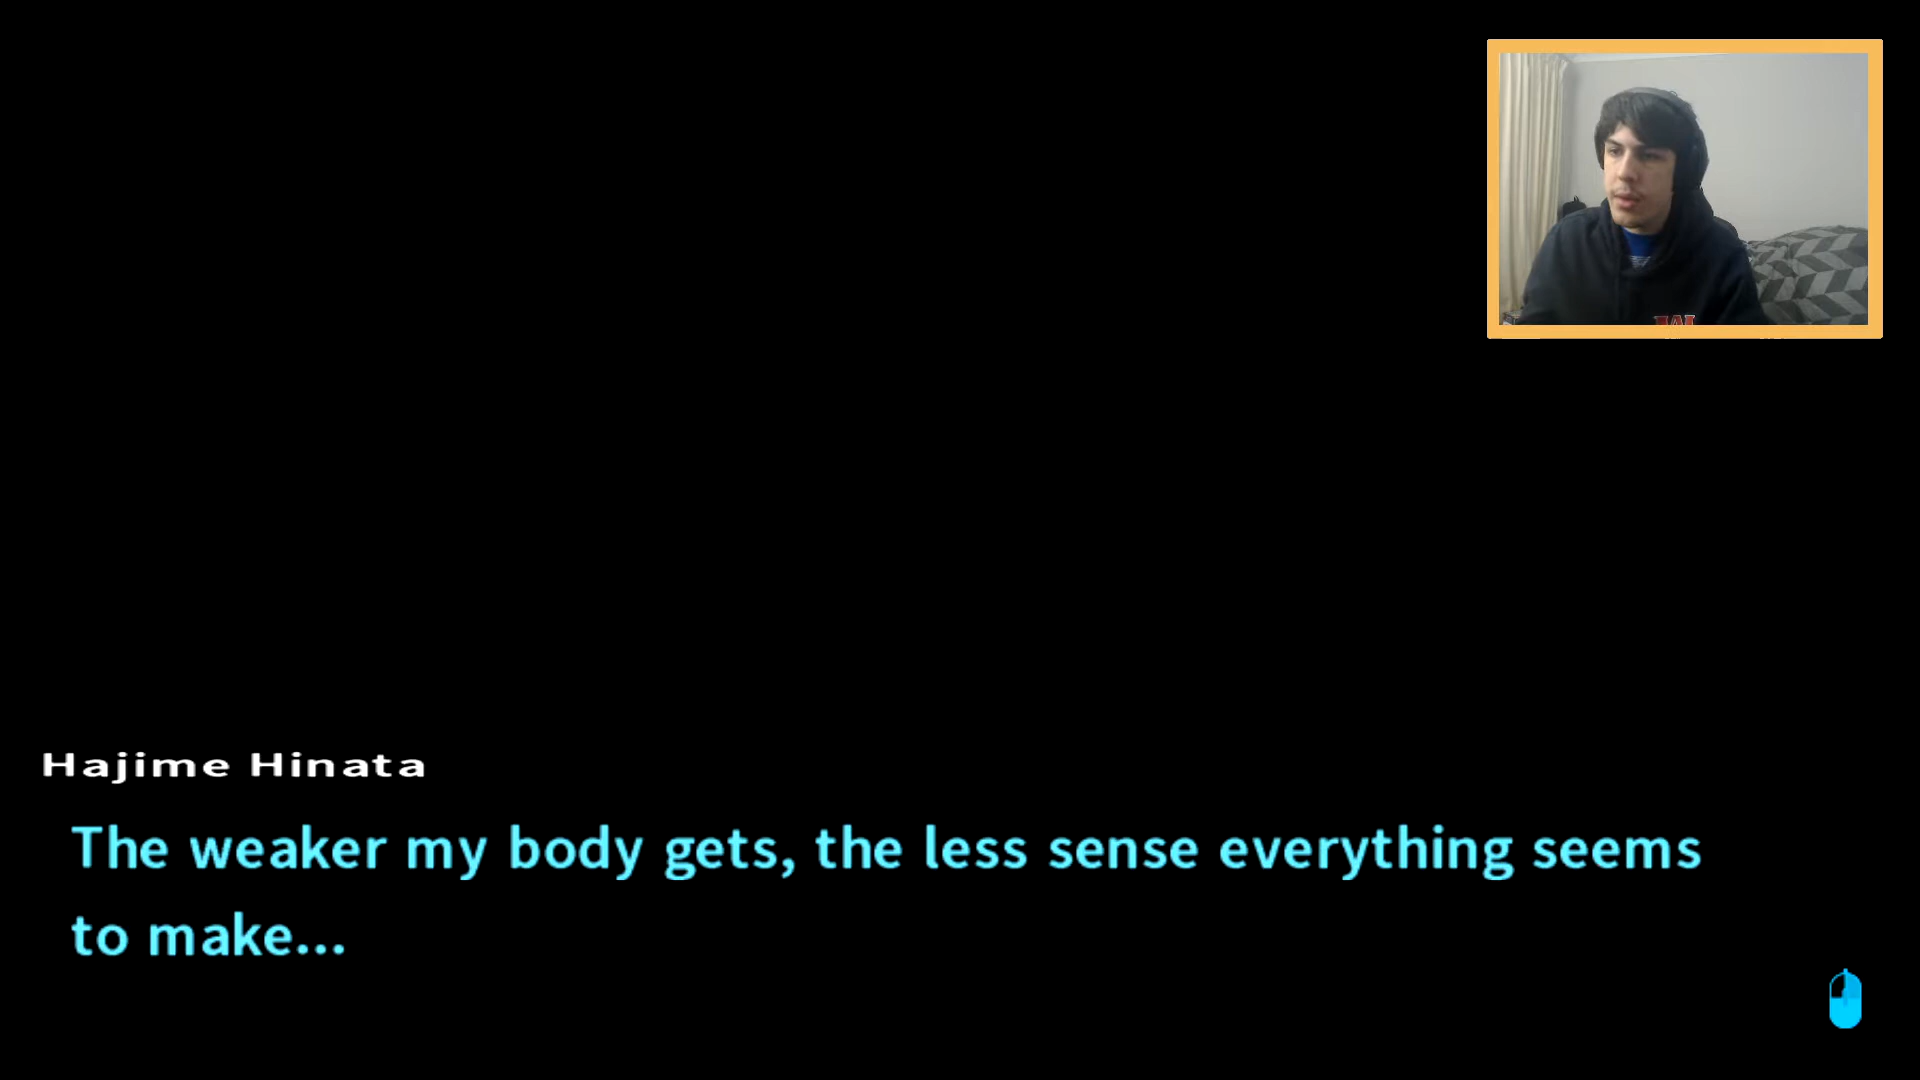 Hajime Hinata
The weaker my body gets, the less sense everything seems
to make...